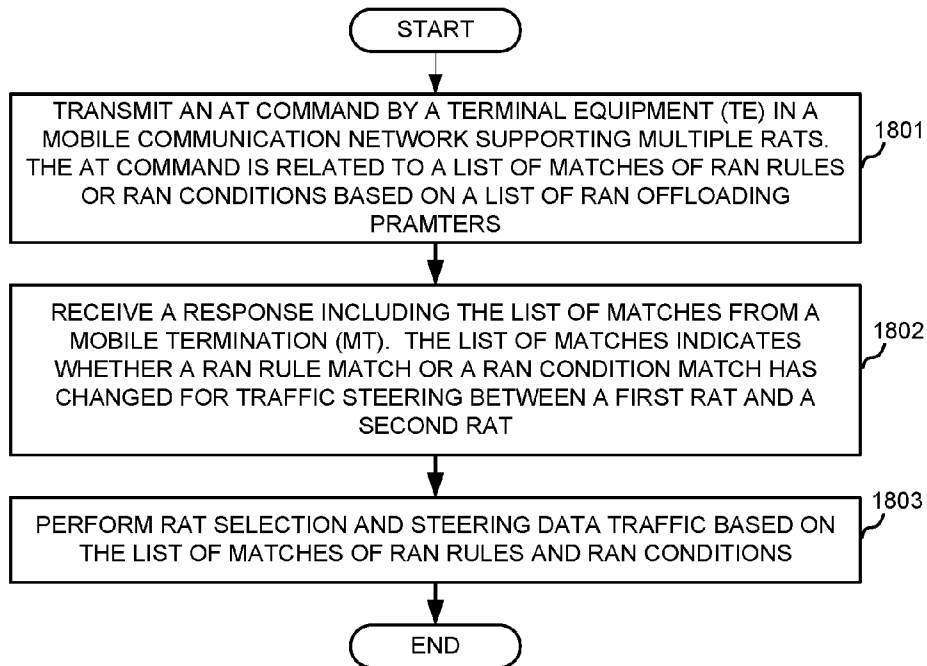 START
TRANSMIT AN AT COMMAND BY A TERMINAL EQUIPMENT (TE) IN A
MOBILE COMMUNICATION NETWORK SUPPORTING MULTIPLE RATS.
THE AT COMMAND IS RELATED TO A LIST OF MATCHES OF RAN RULES
OR RAN CONDITIONS BASED ON A LIST OF RAN OFFLOADING
PRAMTERS
1801
RECEIVE A RESPONSE INCLUDING THE LIST OF MATCHES FROM A
MOBILE TERMINATION (MT). THE LIST OF MATCHES INDICATES
WHETHER A RAN RULE MATCH OR A RAN CONDITION MATCH HAS
CHANGED FOR TRAFFIC STEERING BETWEEN A FIRST RAT AND A
SECOND RAT
1802
PERFORM RAT SELECTION AND STEERING DATA TRAFFIC BASED ON
THE LIST OF MATCHES OF RAN RULES AND RAN CONDITIONS
1803
END